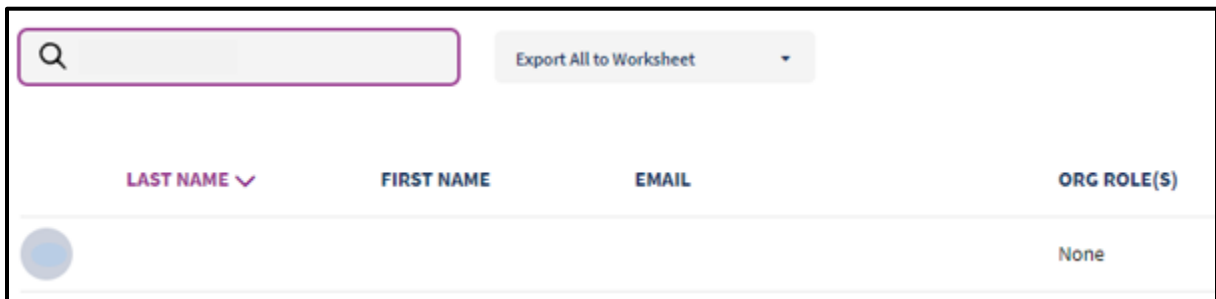 Export All to Worksheet
LAST NAME FIRST NAME EMAIL ORG ROLE(S)
None